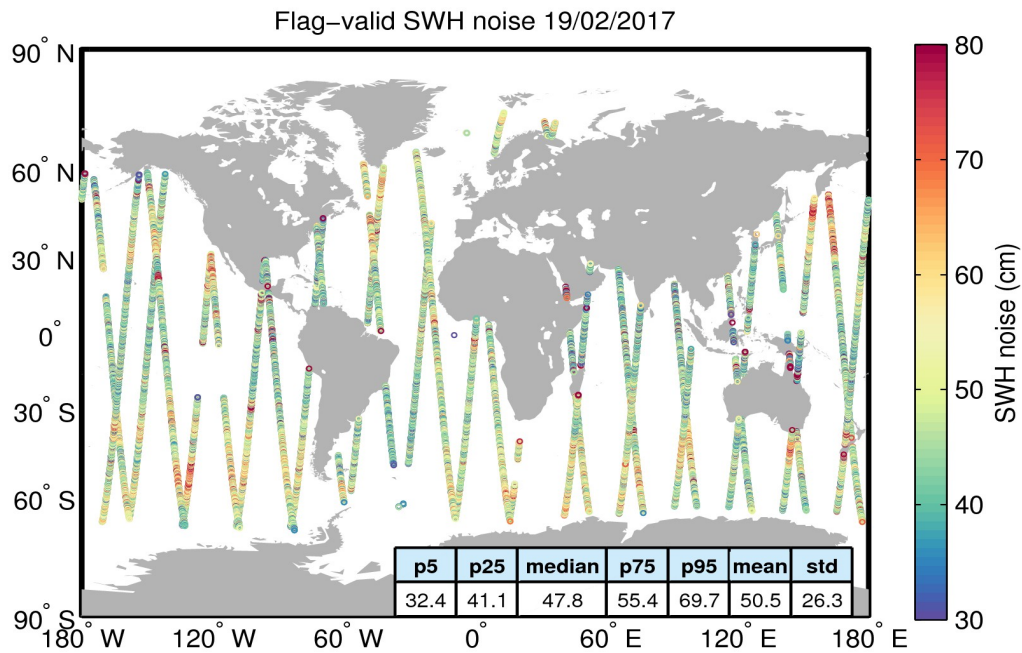 Flag−valid SWH noise 19/02/2017
90° N
60° N
30° N
0°
30° S
60° S
90° S
180° W
120° W
60° W
0°
60° E
120° E
180° E
p5 p25 median p75 p95 mean std
32.4 41.1 47.8 55.4 69.7 50.5 26.3
80
70
60
50
40
30
SWH noise (cm)